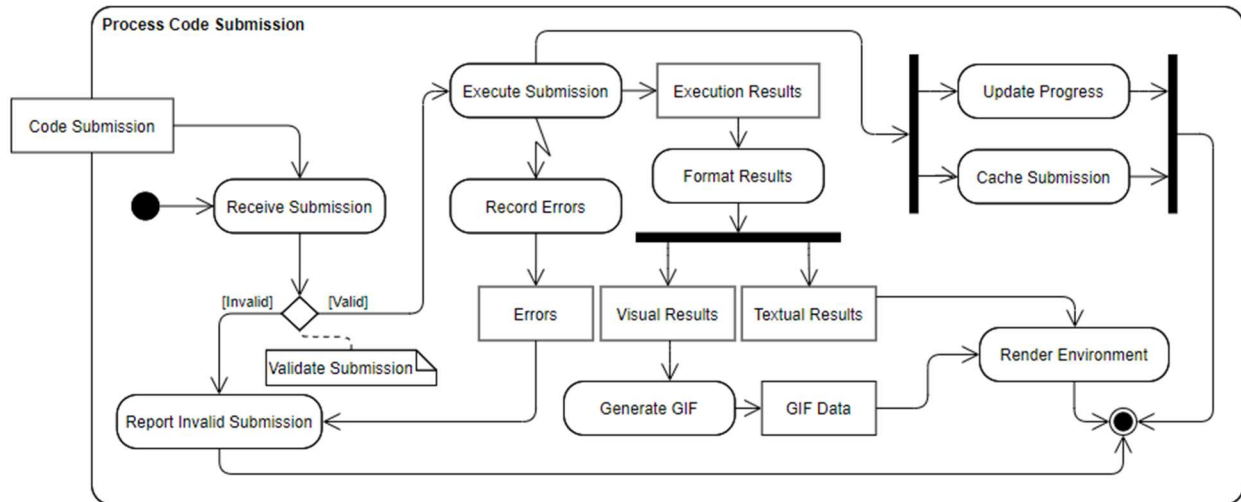 Process Code Submission
Code Submission
Execute Submission
Execution Results
Update Progress
Format Results
Cache Submission
Receive Submission
Record Errors
[Invalid]
[Valid]
Errors
Visual Results
Textual Results
Validate Submission
Render Environment
Report Invalid Submission
Generate GIF
GIF Data